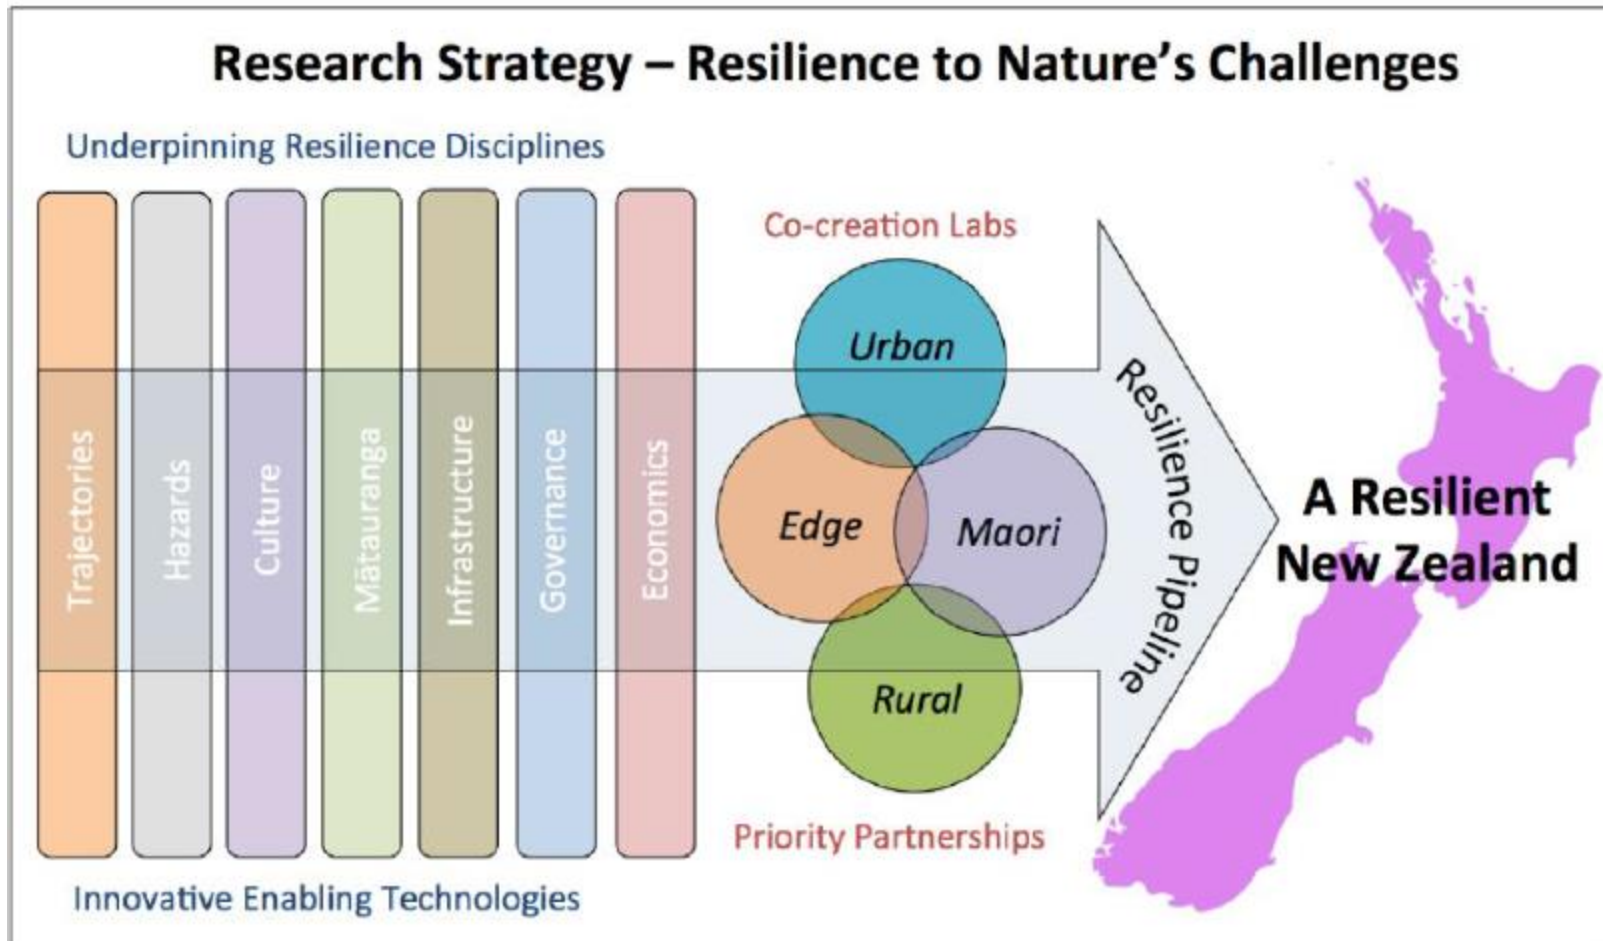 Research Strategy – Resilience to Nature's Challenges
Underpinning Resilience Disciplines
Trajectories
Hazards
Culture
Mātauranga
Infrastructure
Governance
Economics
Innovative Enabling Technologies
Co-creation Labs
Urban
Edge
Maori
Rural
Priority Partnerships
Resilience Pipeline
A Resilient
New Zealand